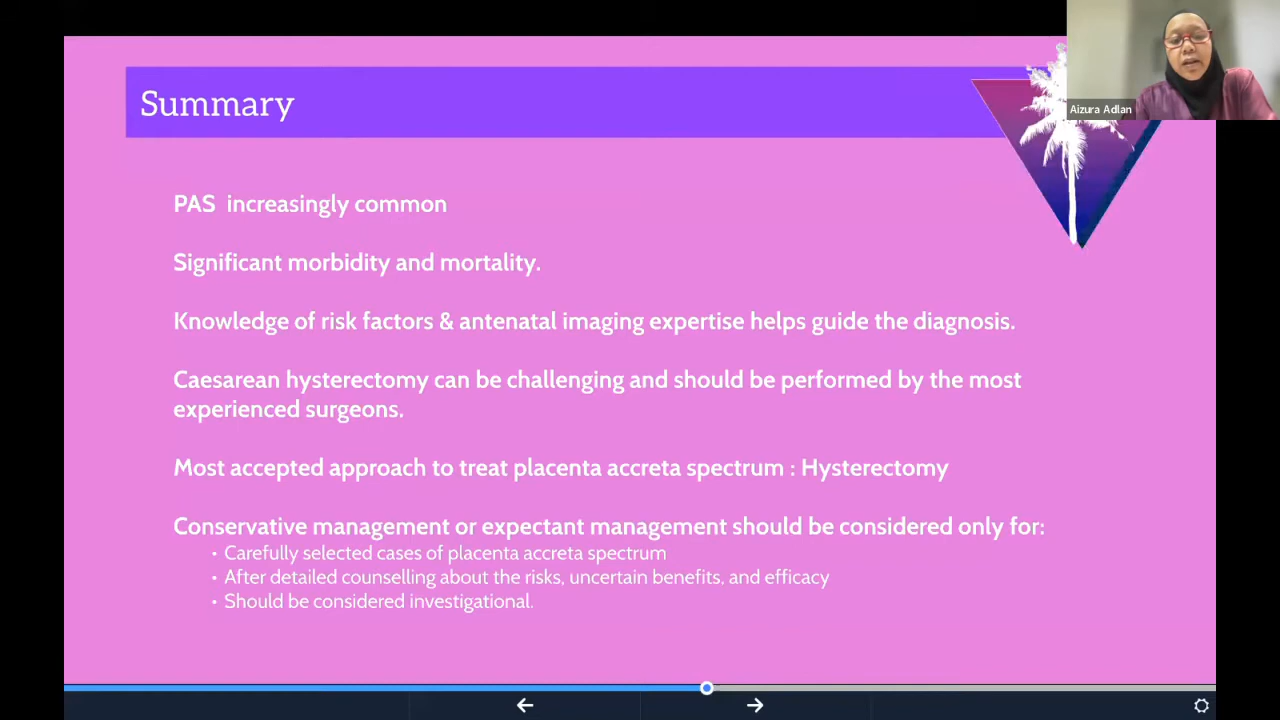 Summary
Aizura Adlan
PAS increasingly common
Significant morbidity and mortality.
Knowledge of risk factors & antenatal imaging expertise helps guide the diagnosis.
Caesarean hysterectomy can be challenging and should be performed by the most
experienced surgeons.
Most accepted approach to treat placenta accreta spectrum : Hysterectomy
Conservative management or expectant management should be considered only for:
• Carefully selected cases of placenta accreta spectrum
• After detailed counselling about the risks, uncertain benefits, and efficacy
• Should be considered investigational.